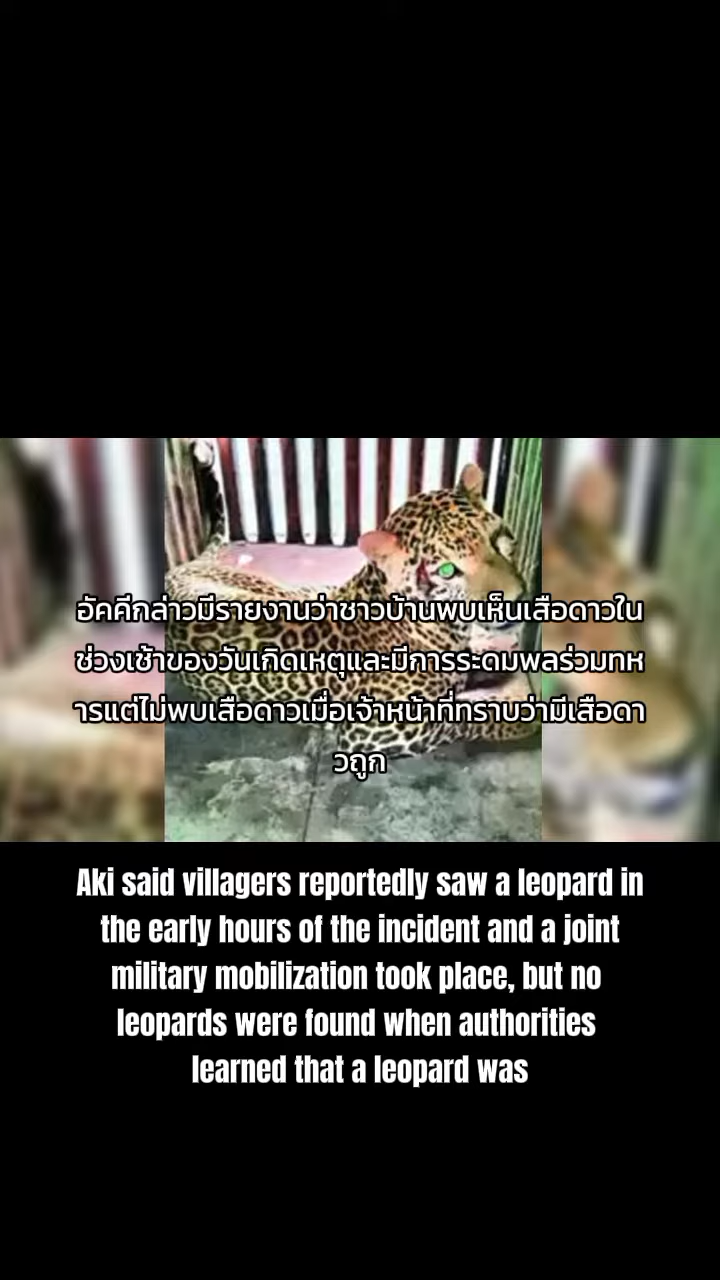 อัคคีกล่าวมีรายงานว่าชาวบ้านพบเห็นเสือดาวใน
ช่วงเช้าของวันเกิดเหตุและมีการระดมพลร่วมทห
ารแต่ไม่พบเสือดาวเมื่อเจ้าหน้าที่ทราบว่ามีเสือดา
วถูก
Aki said villagers reportedly saw a leopard in
the early hours of the incident and a joint
military mobilization took place, but no
leopards were found when authorities
learned that a leopard was